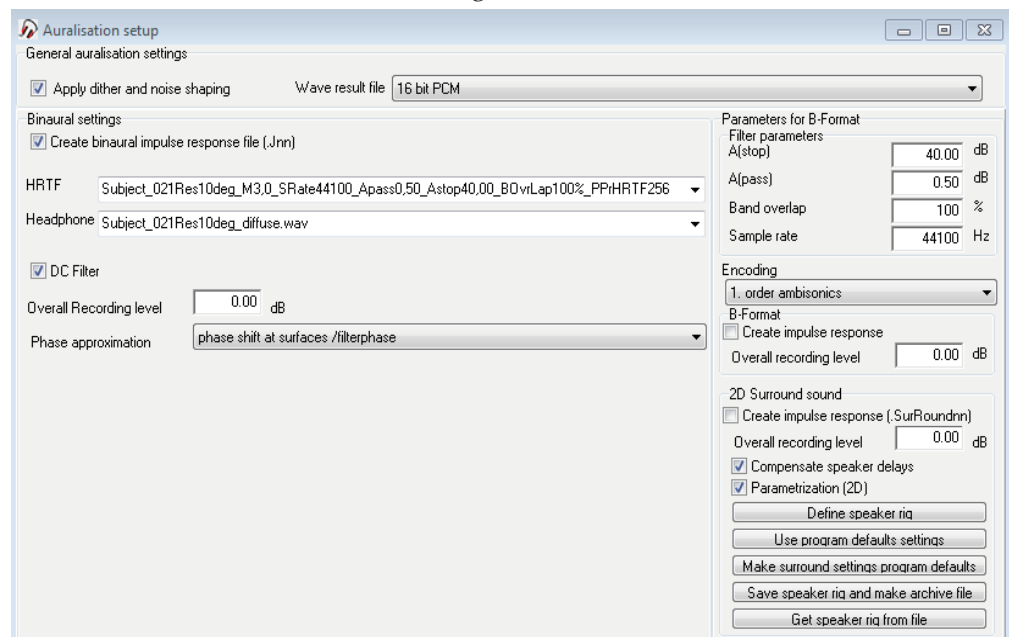 Auralisation setup
General auralisation settings
Apply dither and noise shaping
Wave result file
16 bit PCM
Binaural settings
Create binaural impulse response file (.Jnn)
HRTF
Subject_021Res10deg_M3,0_SRate44100_Apass0,50_Astop40,00_BOvrLap100%_PPrHRTF256
Headphone
Subject_021Res10deg_diffuse.wav
DC Filter
Overall Recording level
0.00 dB
Phase approximation
phase shift at surfaces /filterphase
Parameters for B-Format
Filter parameters
A(stop) 40.00 dB
A(pass) 0.50 dB
Band overlap 100 %
Sample rate 44100 Hz
Encoding
1. order ambisonics
B-Format
Create impulse response
Overall recording level 0.00 dB
2D Surround sound
Create impulse response (.SurRoundnn)
Overall recording level 0.00 dB
Compensate speaker delays
Parametrization (2D)
Define speaker rig
Use program defaults settings
Make surround settings program defaults
Save speaker rig and make archive file
Get speaker rig from file